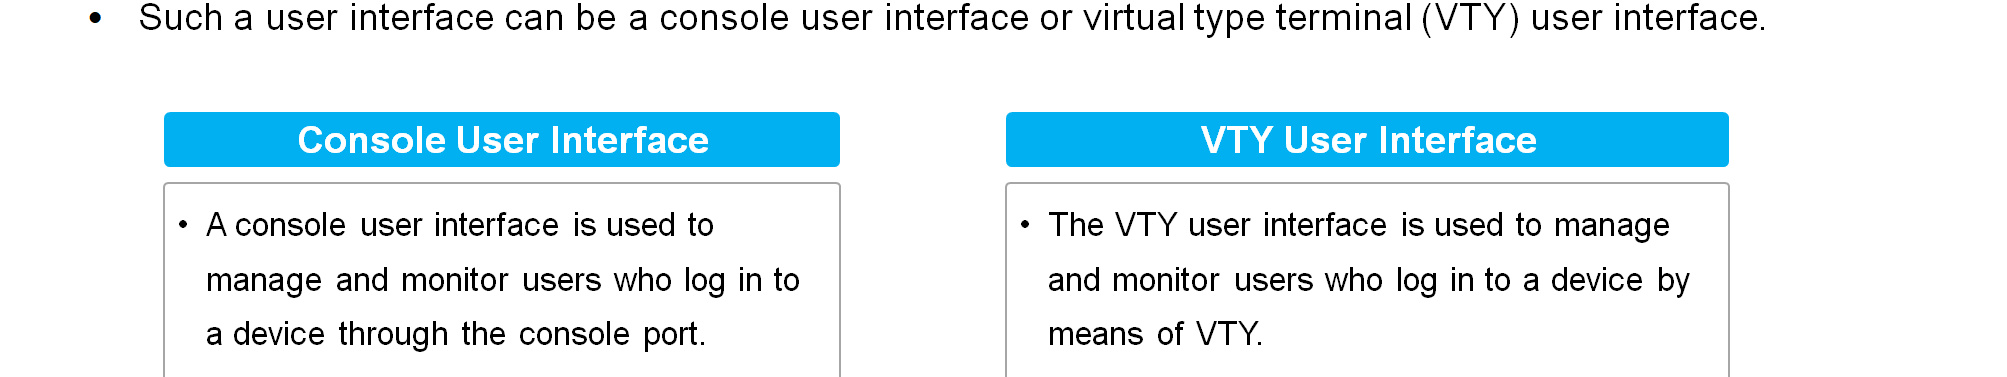 • Such a user interface can be a console user interface or virtual type terminal (VTY) user interface.
Console User Interface
• A console user interface is used to
manage and monitor users who log in to
a device through the console port.
VTY User Interface
• The VTY user interface is used to manage
and monitor users who log in to a device by
means of VTY.